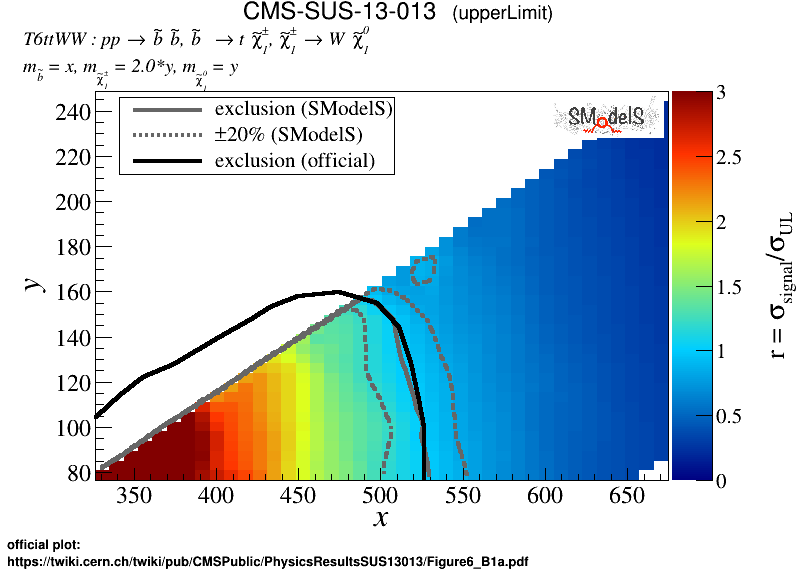 CMS-SUS-13-013 (upperLimit)
T6ttWW : pp → b̃ b̃, b̃ → t χ̃₁±, χ̃₁± → W χ̃₁⁰
m_b̃ = x, m_χ̃₁± = 2.0*y, m_χ̃₁⁰ = y
exclusion (SModelS)
±20% (SModelS)
exclusion (official)
SModelS
240
220
200
180
160
140
120
100
80
y
350 400 450 500 550 600 650
x
3
2.5
2
1.5
1
0.5
0
r = σ_signal/σ_UL
official plot:
https://twiki.cern.ch/twiki/pub/CMSPublic/PhysicsResultsSUS13013/Figure6_B1a.pdf